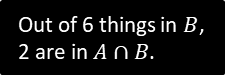 Out of 6 things in B,
2 are in A ∩ B.